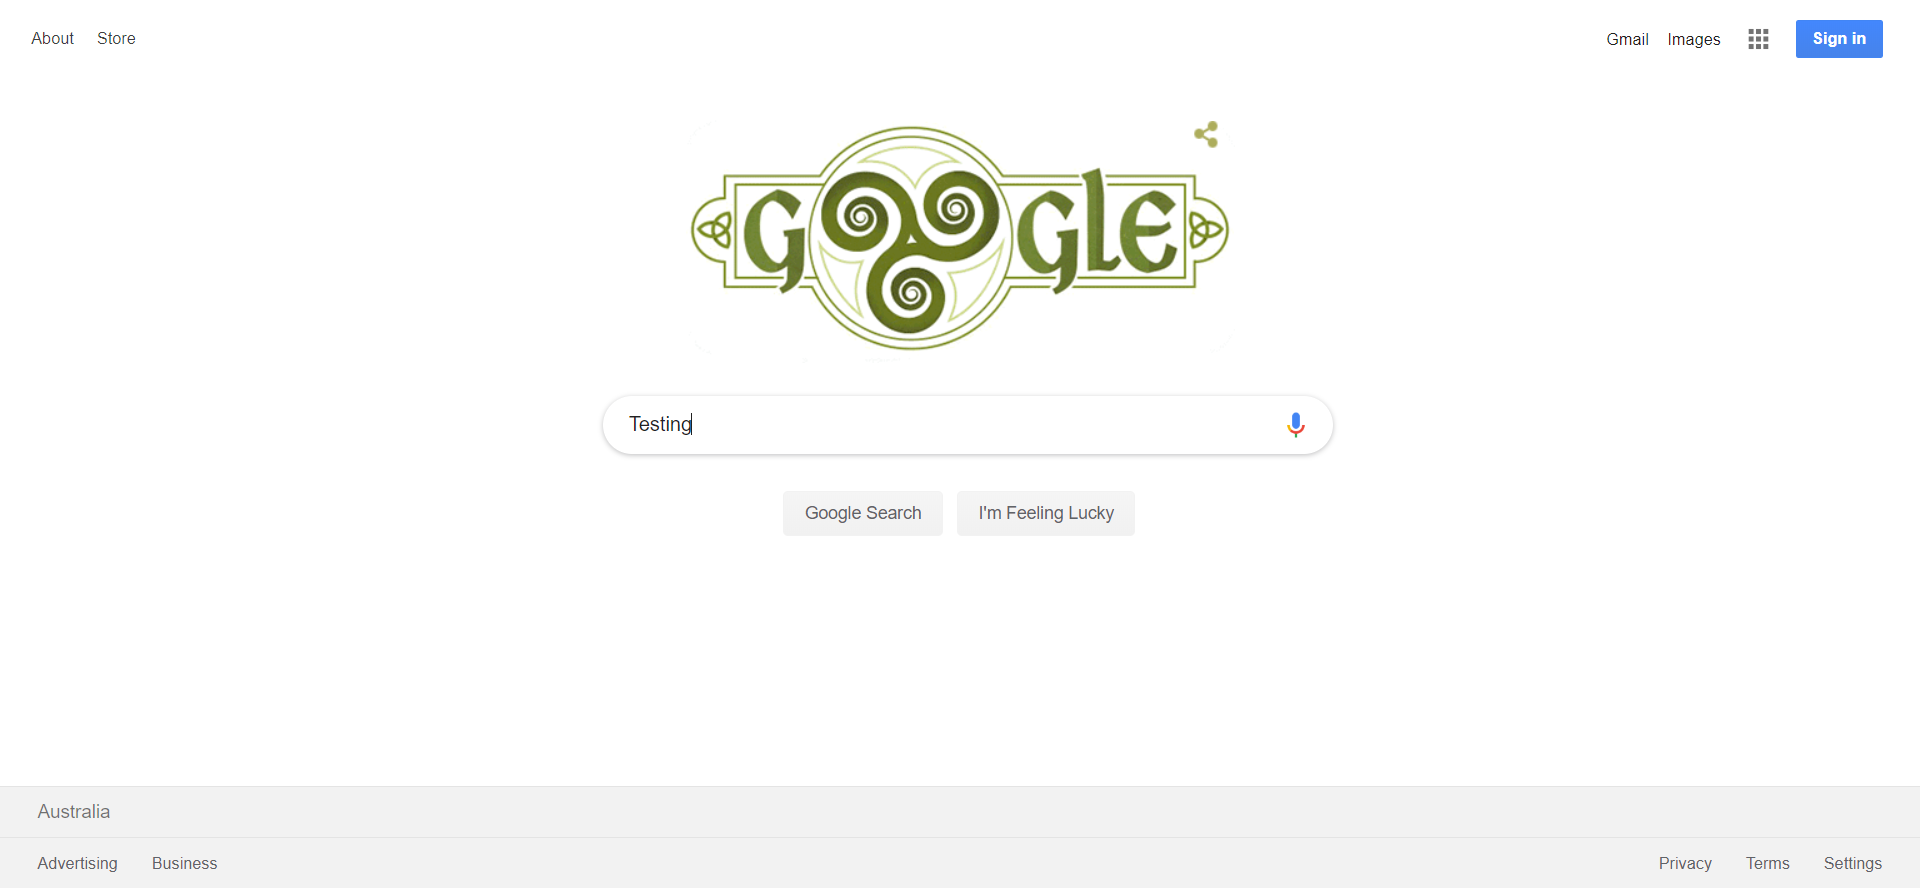 About Store
Gmail Images Sign in
GOOGLE
Testing
Google Search I'm Feeling Lucky
Australia
Advertising Business
Privacy Terms Settings